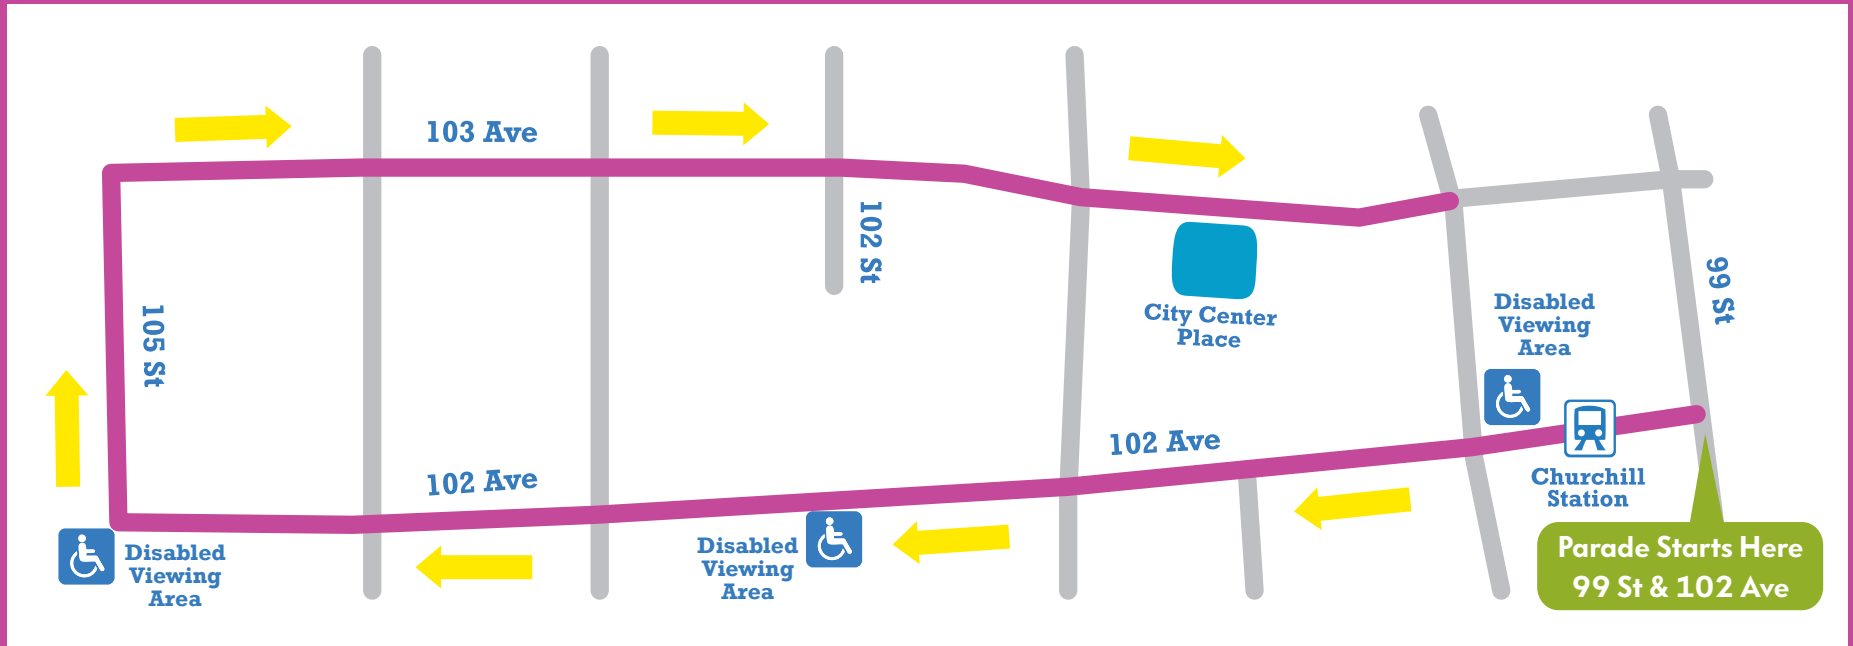 103 Ave
102 St
105 St
City Center
Place
99 St
Disabled
Viewing
Area
102 Ave
102 Ave
Churchill
Station
Disabled
Viewing
Area
Disabled
Viewing
Area
Parade Starts Here
99 St & 102 Ave